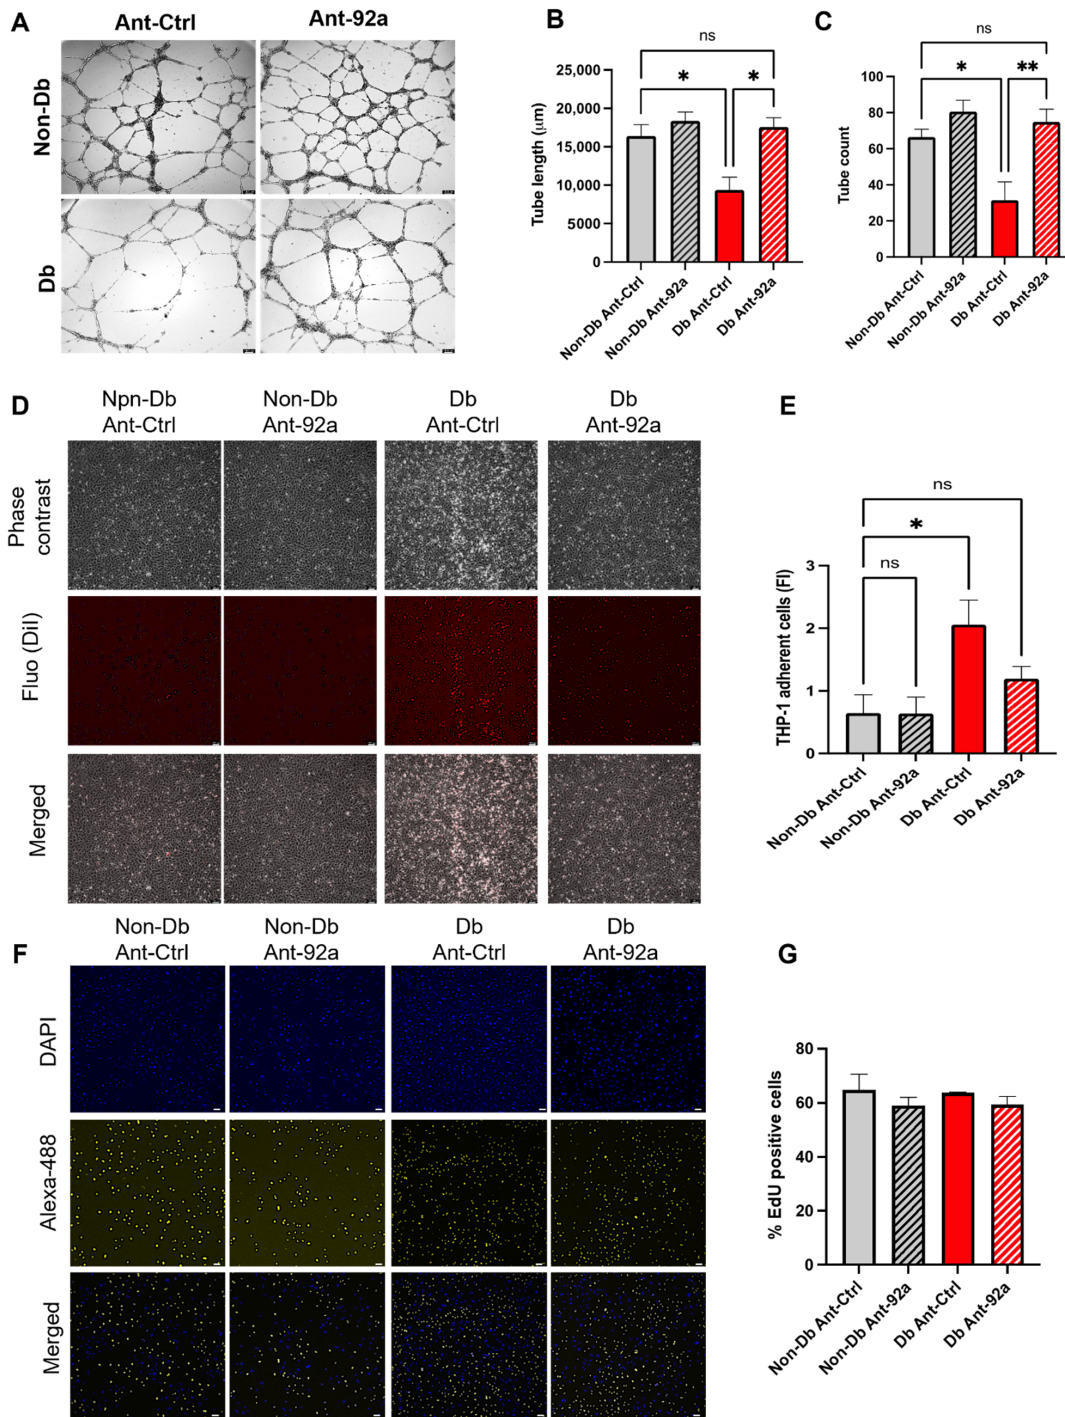 A
Ant-Ctrl
Ant-92a
Non-Db
Db
B
ns
*
*
25,000
20,000
15,000
10,000
5000
0
Tube length (µm)
Non-Db Ant-Ctrl
Non-Db Ant-92a
Db Ant-Ctrl
Db Ant-92a
C
ns
*
**
100
80
60
40
20
0
Tube count
Non-Db Ant-Ctrl
Non-Db Ant-92a
Db Ant-Ctrl
Db Ant-92a
D
Npn-Db
Ant-Ctrl
Non-Db
Ant-92a
Db
Ant-Ctrl
Db
Ant-92a
Phase
contrast
Fluo (DiI)
Merged
E
ns
*
ns
3
2
1
0
THP-1 adherent cells (FI)
Non-Db Ant-Ctrl
Non-Db Ant-92a
Db Ant-Ctrl
Db Ant-92a
F
Non-Db
Ant-Ctrl
Non-Db
Ant-92a
Db
Ant-Ctrl
Db
Ant-92a
DAPI
Alexa-488
Merged
G
80
60
40
20
0
% EdU positive cells
Non-Db Ant-Ctrl
Non-Db Ant-92a
Db Ant-Ctrl
Db Ant-92a